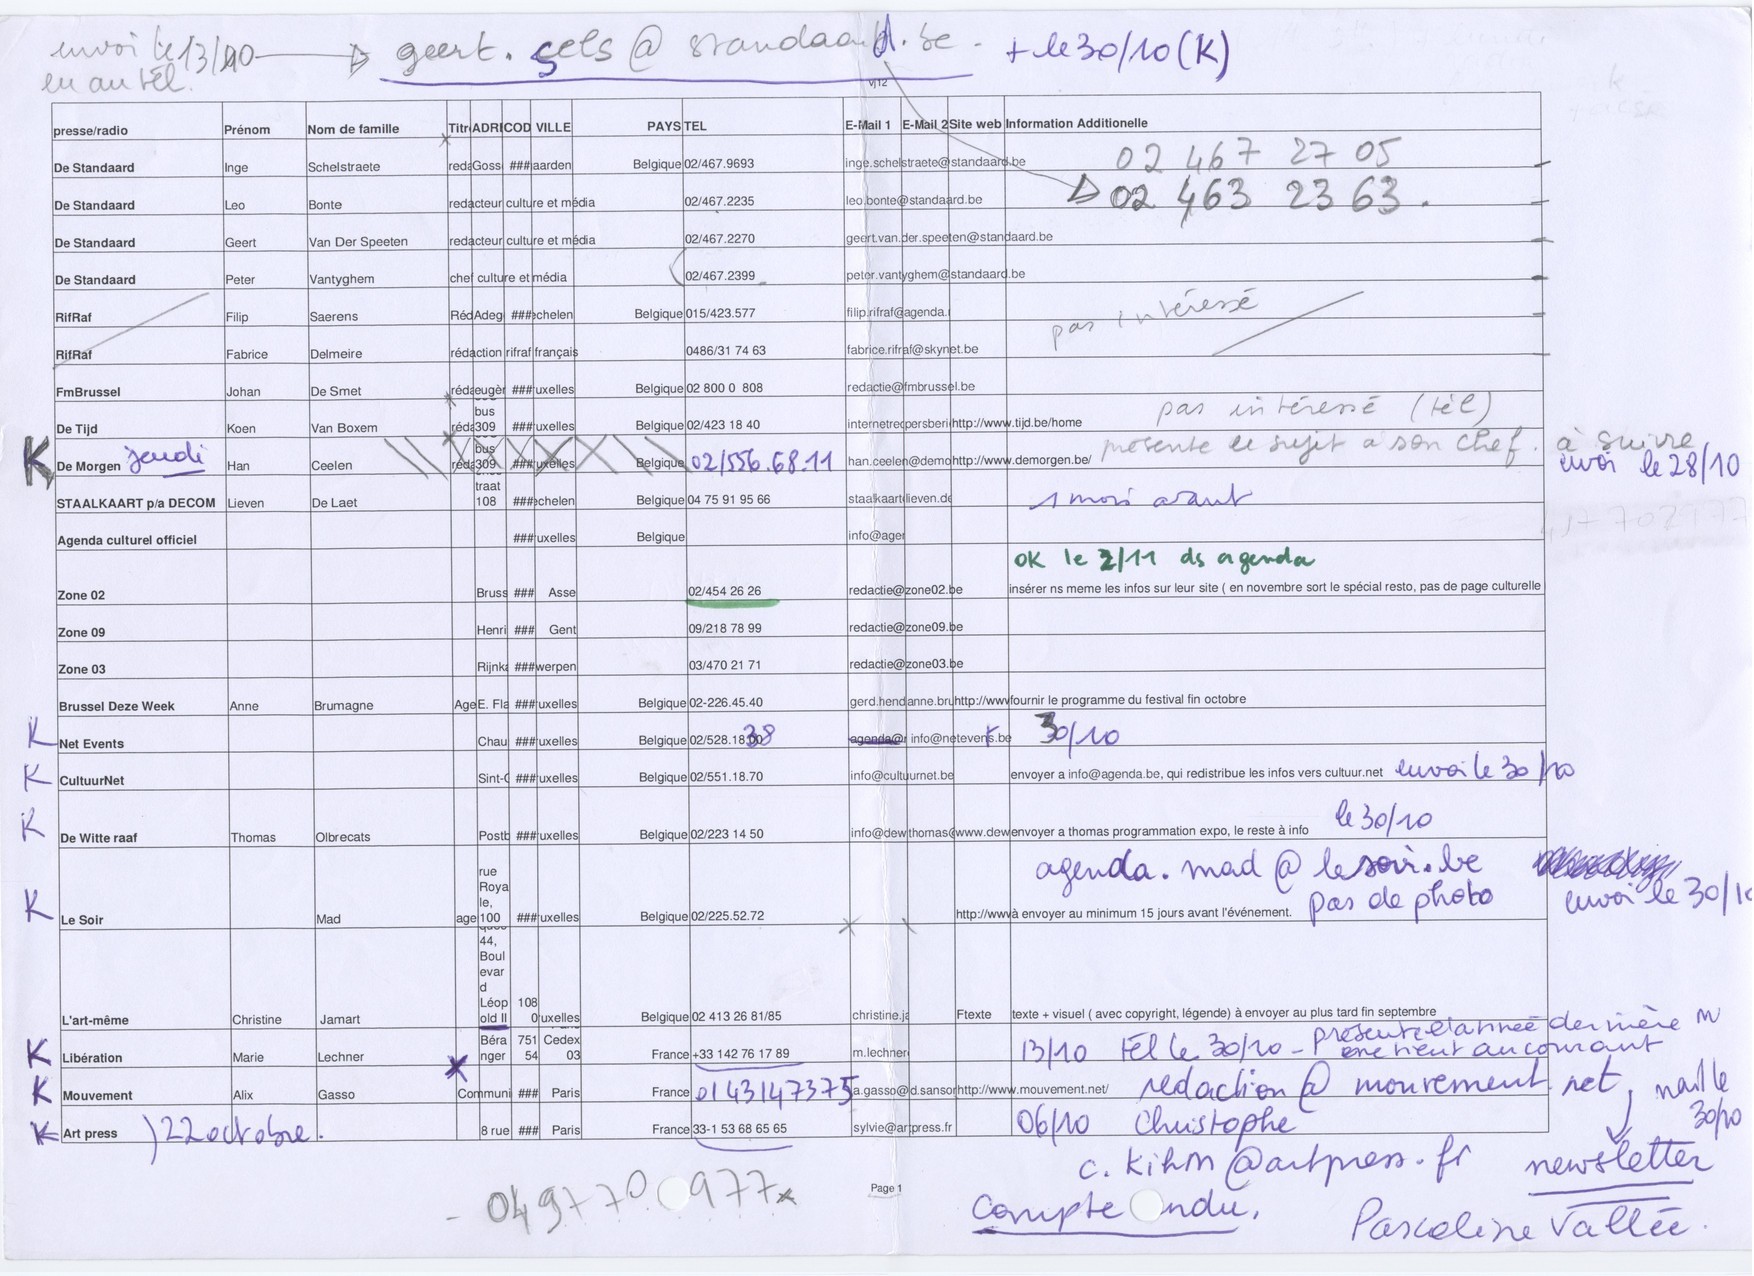 envoi le 13/10 geert.sels@standaard.be. + le 30/10 (K)
en au tél.
vj12
presse/radio Prénom Nom de famille Titr ADRI COD VILLE PAYS TEL E-Mail 1 E-Mail 2 Site web Information Additionelle
De Standaard Inge Schelstraete reda Goss ### aarden Belgique 02/467.9693 inge.schelstraete@standaard.be 02 467 27 05
De Standaard Leo Bonte redacteur culture et média 02/467.2235 leo.bonte@standaard.be 02 463 23 63.
De Standaard Geert Van Der Speeten redacteur culture et média 02/467.2270 geert.van.der.speeten@standaard.be
De Standaard Peter Vantyghem chef culture et média 02/467.2399 peter.vantyghem@standaard.be
RifRaf Filip Saerens Réd Adeg ### chelen Belgique 015/423.577 filip.rifraf@agenda. pas intéressé
RifRaf Fabrice Delmeire rédaction rifraf français 0486/31 74 63 fabrice.rifraf@skynet.be
FmBrussel Johan De Smet réda eugèn ### uxelles Belgique 02 800 0 808 redactie@fmbrussel.be
De Tijd Koen Van Boxem réda bus 309 ### uxelles Belgique 02/423 18 40 internetred persberi http://www.tijd.be/home pas intéressé (tél)
K De Morgen jeudi Han Ceelen réda bus 309 ### uxelles Belgique 02/556.68.11 han.ceelen@demo http://www.demorgen.be/ présente le sujet à son chef. à suivre
envoi le 28/10
STAALKAART p/a DECOM Lieven De Laet traat 108 ### chelen Belgique 04 75 91 95 66 staalkaart lieven.de 1 mois avant
Agenda culturel officiel ### uxelles Belgique info@agen
OK le 2/11 ds agenda
Zone 02 Bruss ### Asse 02/454 26 26 redactie@zone02.be insérer ns meme les infos sur leur site ( en novembre sort le spécial resto, pas de page culturelle
Zone 09 Henri ### Gent 09/218 78 99 redactie@zone09.be
Zone 03 Rijnka ### werpen 03/470 21 71 redactie@zone03.be
Brussel Deze Week Anne Brumagne Age E. Fla ### uxelles Belgique 02-226.45.40 gerd.hend anne.bru http://www fournir le programme du festival fin octobre
K Net Events Chau ### uxelles Belgique 02/528.18.38 agenda@n info@netevents.be 30/10
K CultuurNet Sint-G ### uxelles Belgique 02/551.18.70 info@cultuurnet.be envoyer a info@agenda.be, qui redistribue les infos vers cultuur.net envoi le 30/10
K De Witte raaf Thomas Olbrecats Postb ### uxelles Belgique 02/223 14 50 info@dew thomas@ www.dew envoyer a thomas programmation expo, le reste à info le 30/10
agenda.mad@lesoir.be
K Le Soir Mad age rue Roya le, 100 ### uxelles Belgique 02/225.52.72 http://www à envoyer au minimum 15 jours avant l'événement. pas de photo envoi le 30/10
L'art-même Christine Jamart 44, Boul evar d Léop old II 108 0 uxelles Belgique 02 413 26 81/85 christine.ja Ftexte texte + visuel ( avec copyright, légende) à envoyer au plus tard fin septembre
K Libération Marie Lechner Béra nger 751 54 Cedex 03 France +33 142 76 17 89 m.lechner 13/10 tél le 30/10 - présente l'année dernière
me tient au courant
K Mouvement Alix Gasso Communi ### Paris France 0143147375 a.gasso@ d.sansor http://www.mouvement.net/ redaction@mouvement.net, mail le
30/10
K Art press )22 octobre. 8 rue ### Paris France 33-1 53 68 65 65 sylvie@artpress.fr 06/10 Christophe
c.kihm@artpress.fr newsletter
0497700977 Page 1
compte rendu. Pascaline Vallée.